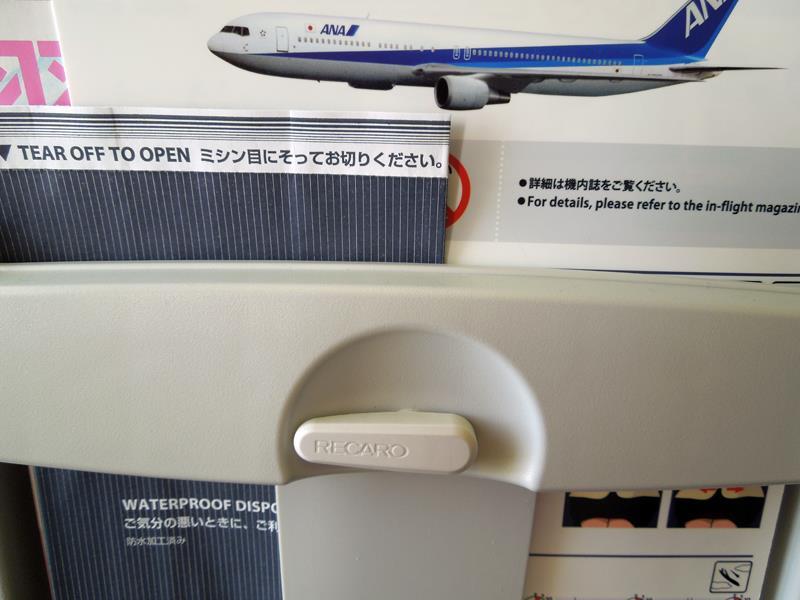 ANA
ANA
▼ TEAR OFF TO OPEN ミシン目にそってお切りください。
●詳細は機内誌をご覧ください。
●For details, please refer to the in-flight magazin
RECARO
WATERPROOF DISPO
ご気分の悪いときに、ご利
防水加工済み